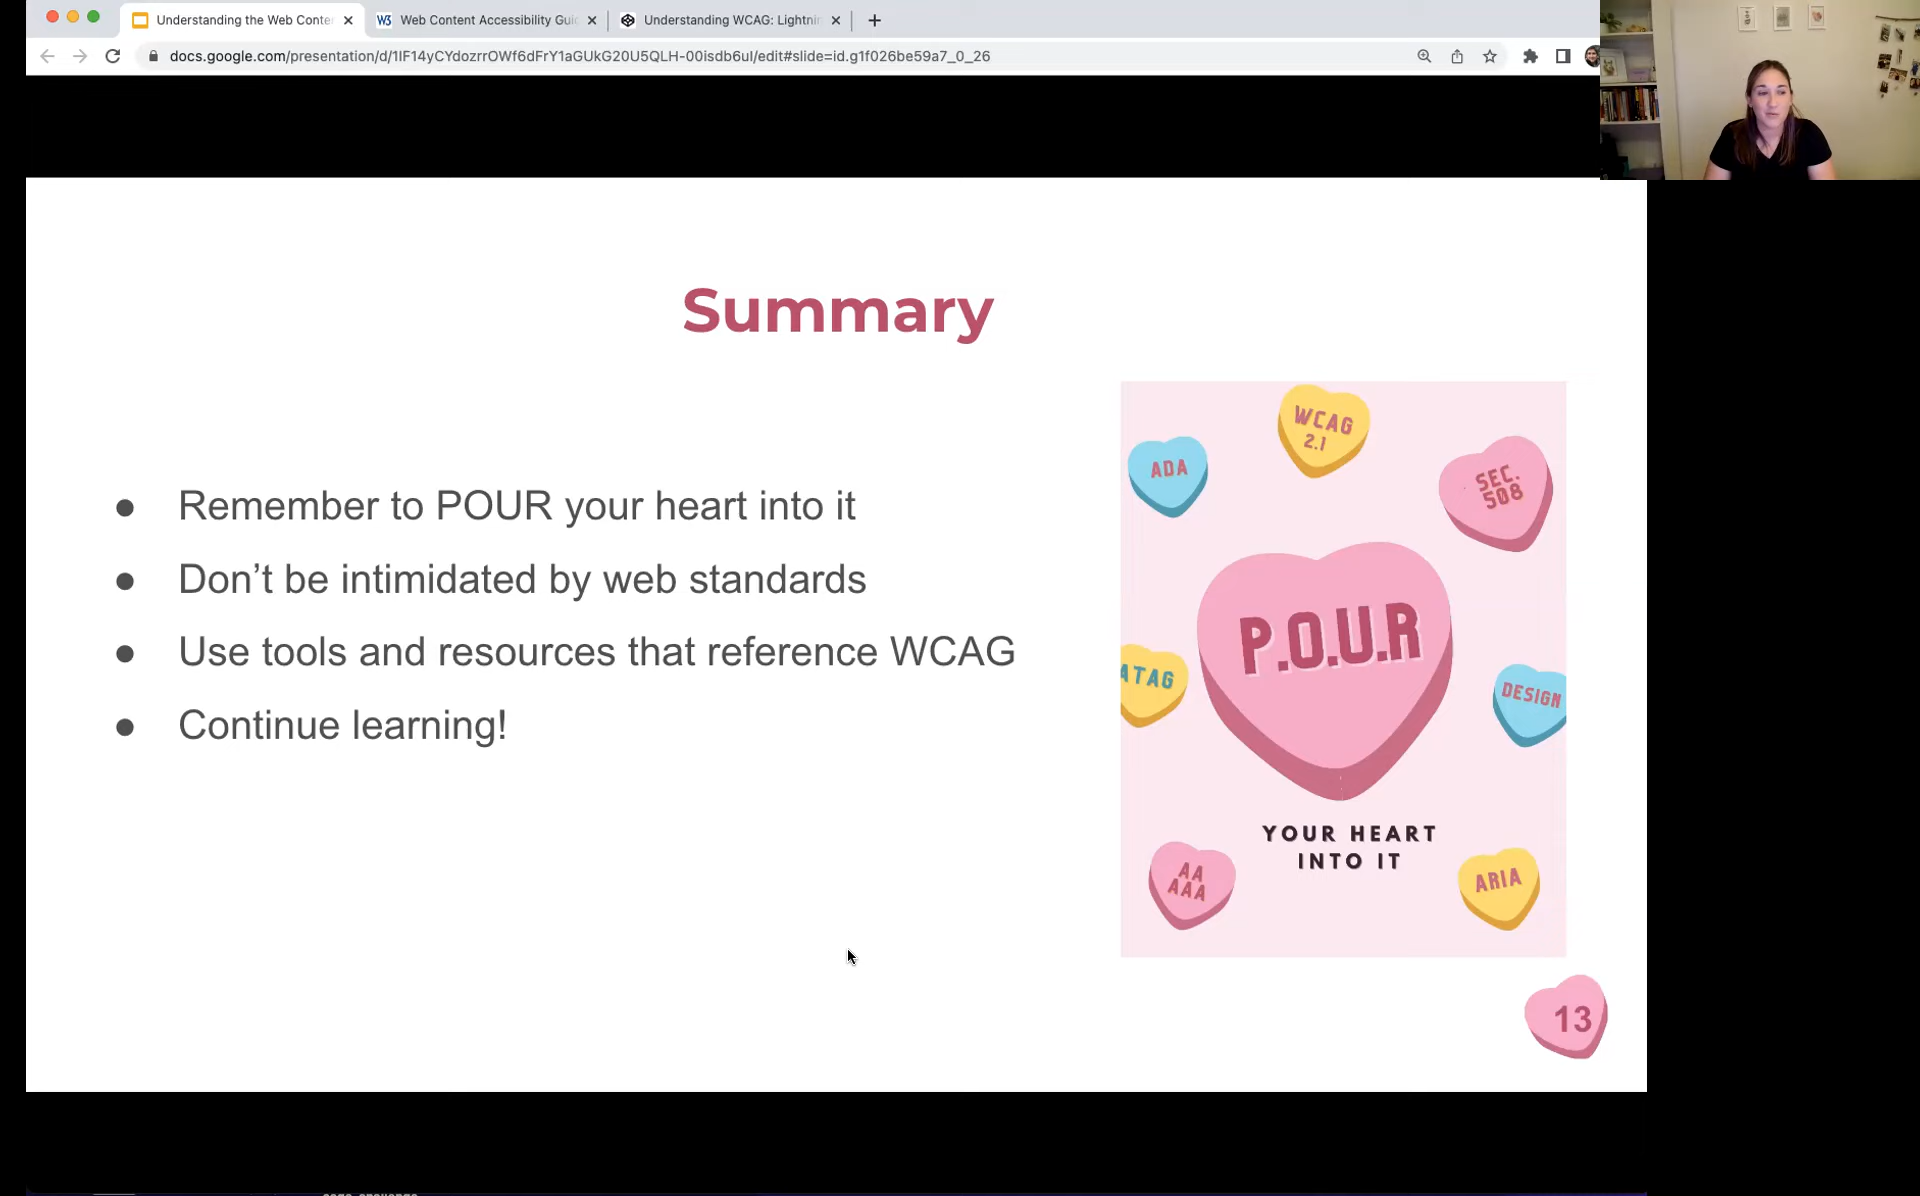 Understanding the Web Conte
Web Content Accessibility Gui
Understanding WCAG: Lightnin
docs.google.com/presentation/d/1IF14yCYdozrrOWf6dFrY1aGUkG20U5QLH-00isdb6uI/edit#slide=id.g1f026be59a7_0_26
Summary
● Remember to POUR your heart into it
● Don’t be intimidated by web standards
● Use tools and resources that reference WCAG
● Continue learning!
WCAG
2.1
ADA
SEC.
508
P.O.U.R
ATAG
DESIGN
YOUR HEART
INTO IT
AA
AAA
ARIA
13